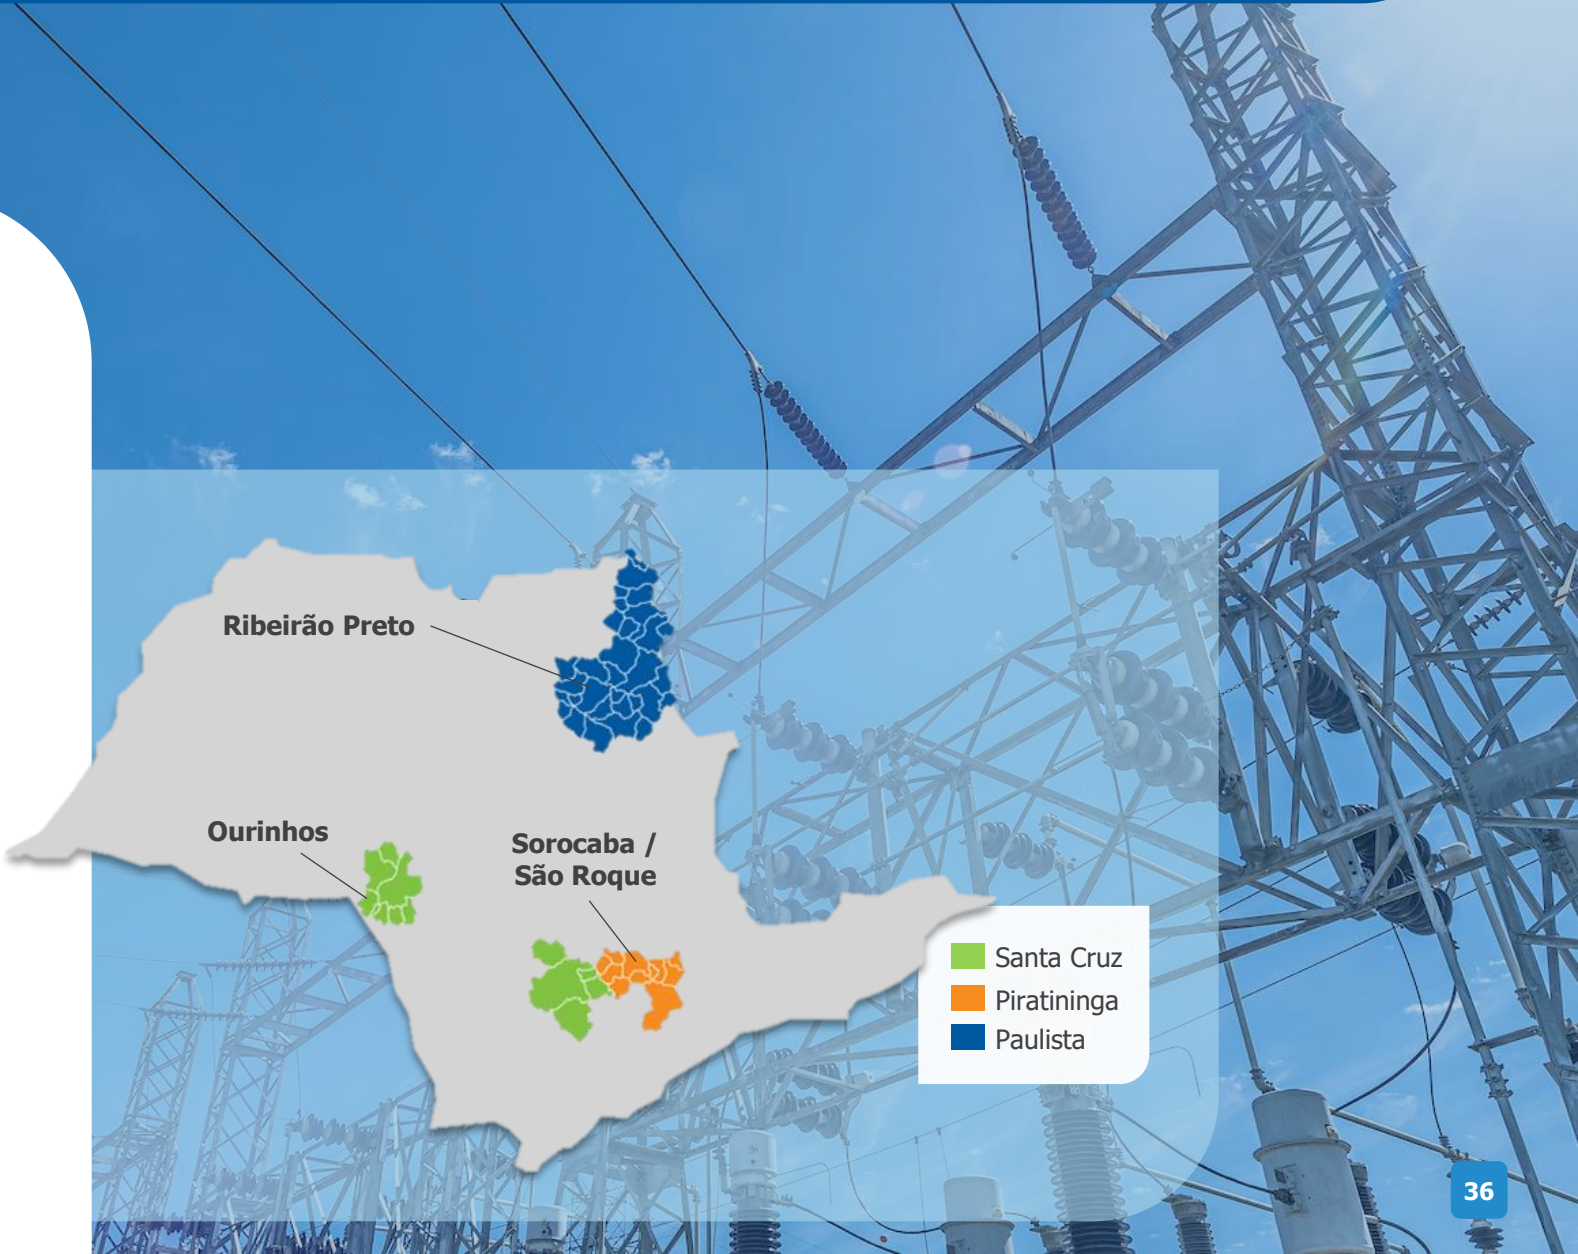 Ribeirão Preto
Ourinhos
Sorocaba /
São Roque
Santa Cruz
Piratininga
Paulista
36